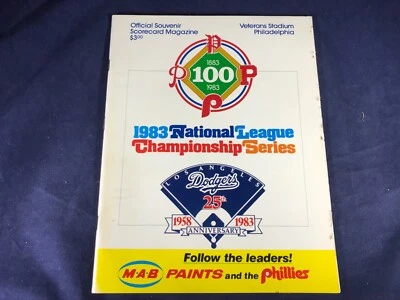 Official Souvenir
Scorecard Magazine
$3.00
Veterans Stadium
Philadelphia
P
1883
P 100 P
1983
P
1983 National League
Championship Series
LOS ANGELES
Dodgers
25th
1958 1983
ANNIVERSARY
Follow the leaders!
M•A•B PAINTS and the Phillies